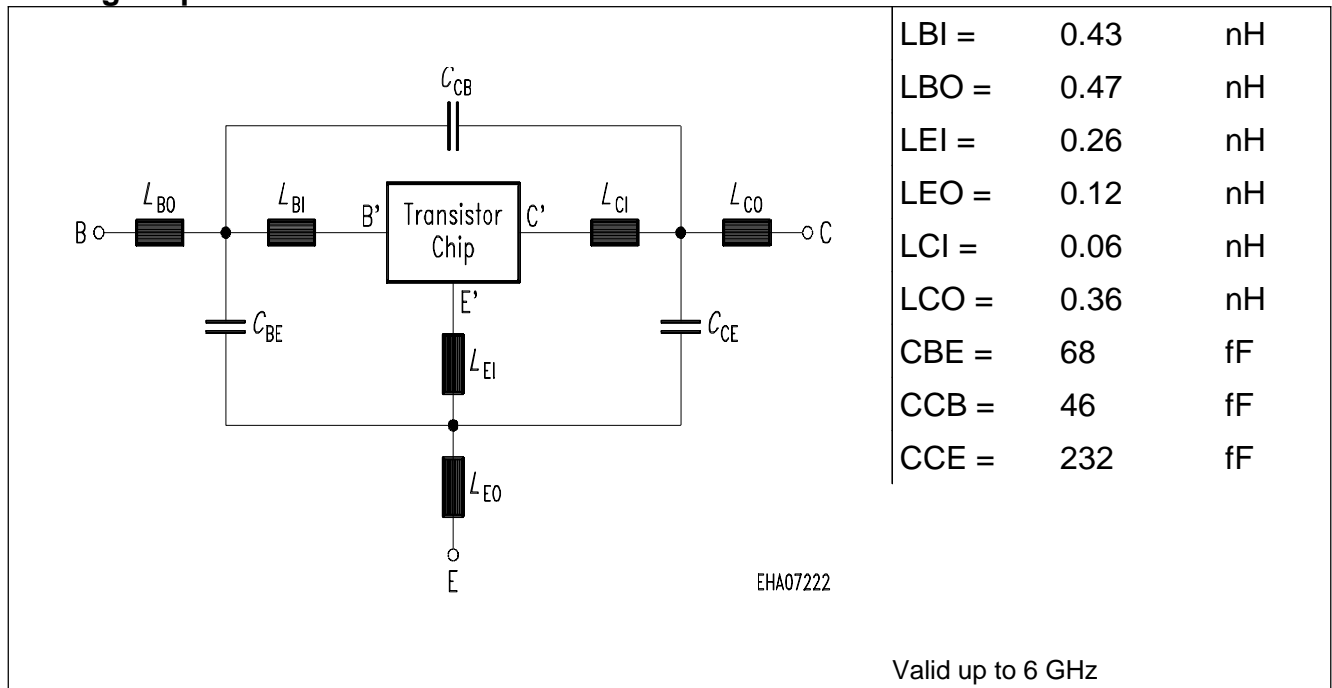 C_CB
L_BO L_BI B' Transistor Chip C' L_CI L_CO
B C
E'
C_BE C_CE
L_EI
L_EO
E
EHA07222
LBI = 0.43 nH
LBO = 0.47 nH
LEI = 0.26 nH
LEO = 0.12 nH
LCI = 0.06 nH
LCO = 0.36 nH
CBE = 68 fF
CCB = 46 fF
CCE = 232 fF
Valid up to 6 GHz